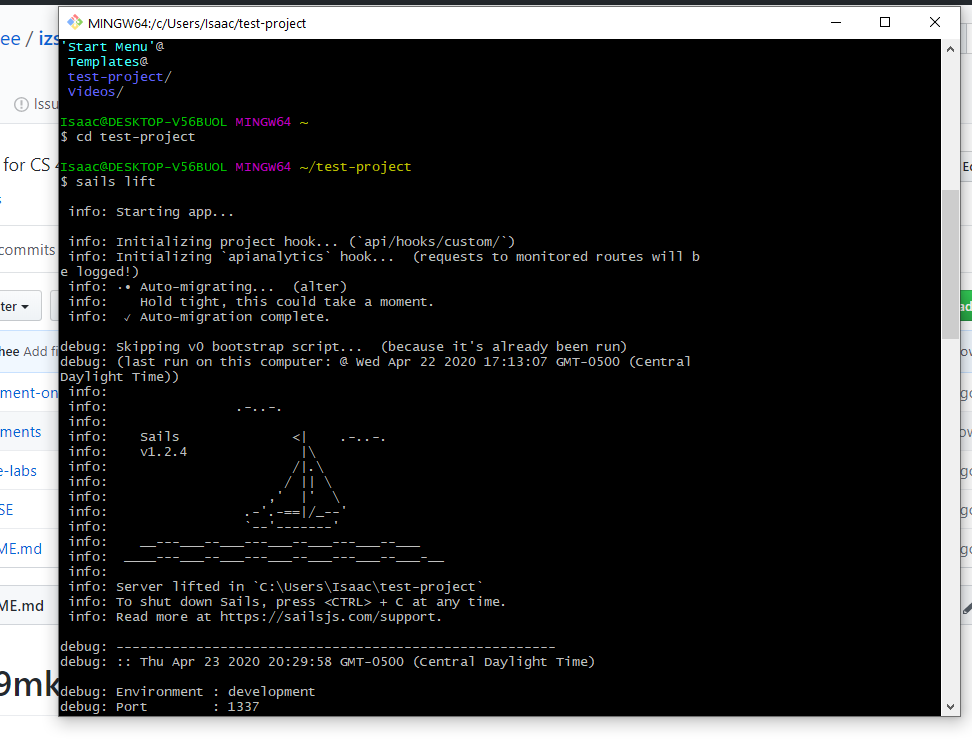 MINGW64:/c/Users/Isaac/test-project
ee / izs
Issu
for CS 4
commits
ter
hee Add fi
ment-on
ments
e-labs
SE
ME.md
ME.md
9mk
'Start Menu'@
Templates@
test-project/
Videos/
Isaac@DESKTOP-V56BUOL MINGW64 ~
$ cd test-project
Isaac@DESKTOP-V56BUOL MINGW64 ~/test-project
$ sails lift
info: Starting app...
info: Initializing project hook... (`api/hooks/custom/`)
info: Initializing `apianalytics` hook...  (requests to monitored routes will b
e logged!)
info: ·• Auto-migrating...  (alter)
info:    Hold tight, this could take a moment.
info:  ✓ Auto-migration complete.
debug: Skipping v0 bootstrap script...  (because it's already been run)
debug: (last run on this computer: @ Wed Apr 22 2020 17:13:07 GMT-0500 (Central
Daylight Time))
info:
info:                .-..-.
info:
info:    Sails              <|    .-..-.
info:    v1.2.4              |\
info:                       /|.\
info:                      / || \
info:                    ,'  |'  \
info:                 .-'.-==|/_--'
info:                 `--'-------'
info:    __---___--___---___--___---___--___
info:  ____---___--___---___--___---___--___-__
info:
info: Server lifted in `C:\Users\Isaac\test-project`
info: To shut down Sails, press <CTRL> + C at any time.
info: Read more at https://sailsjs.com/support.
debug: -------------------------------------------------------
debug: :: Thu Apr 23 2020 20:29:58 GMT-0500 (Central Daylight Time)
debug: Environment : development
debug: Port        : 1337